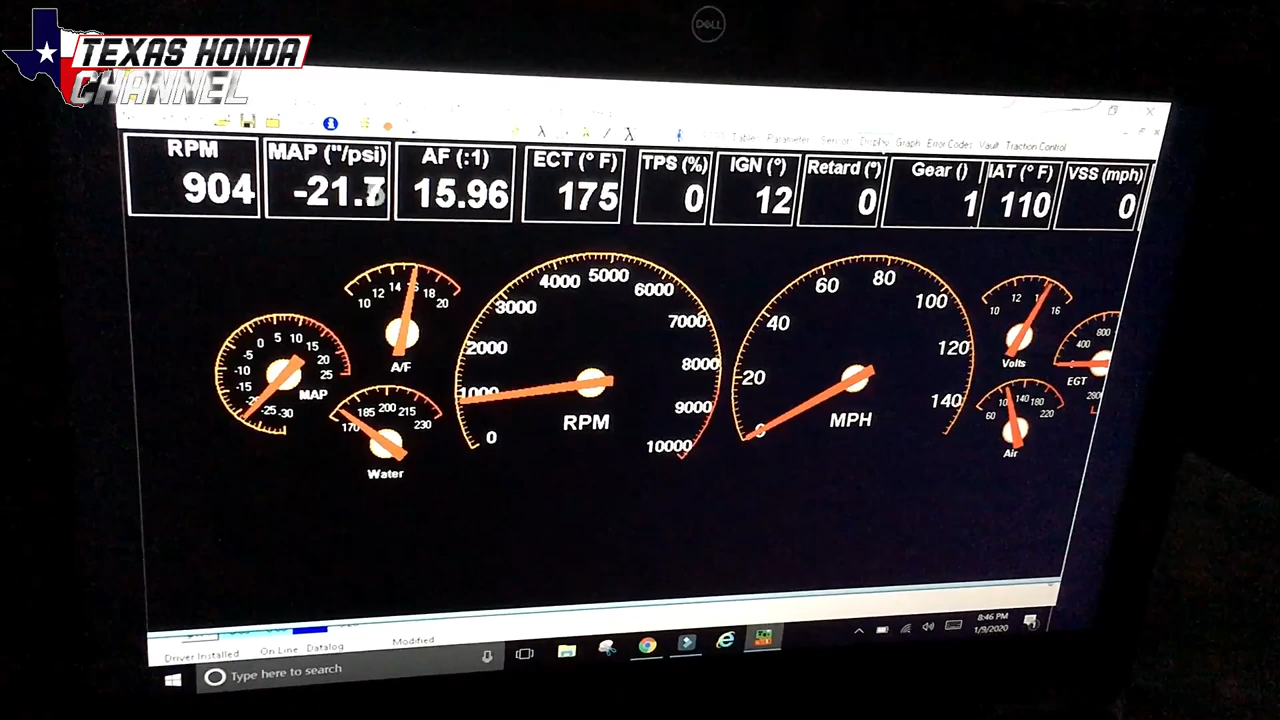 DELL
TEXAS HONDA
CHANNEL
Table Parameter Sensor Display Graph Error Codes Vault Traction Control
RPM
904
MAP ("/psi)
AF (:1)
15.96
ECT (° F)
175
TPS (%)
0
IGN (°)
12
Retard (°)
0
Gear ()
1
IAT (° F)
110
VSS (mph)
0
-5 0 5 10 15 20 25
-10 -15 -25 -30
MAP
10 12 14 18 20
A/F
170 185 200 215 230
Water
0 1000 2000 3000 4000 5000 6000 7000 8000 9000 10000
RPM
0 20 40 60 80 100 120 140
MPH
10 12 16
Volts
400 800
EGT
60 140 180 220
Air
Driver Installed On Line Datalog Modified
Type here to search
8:46 PM
1/9/2020